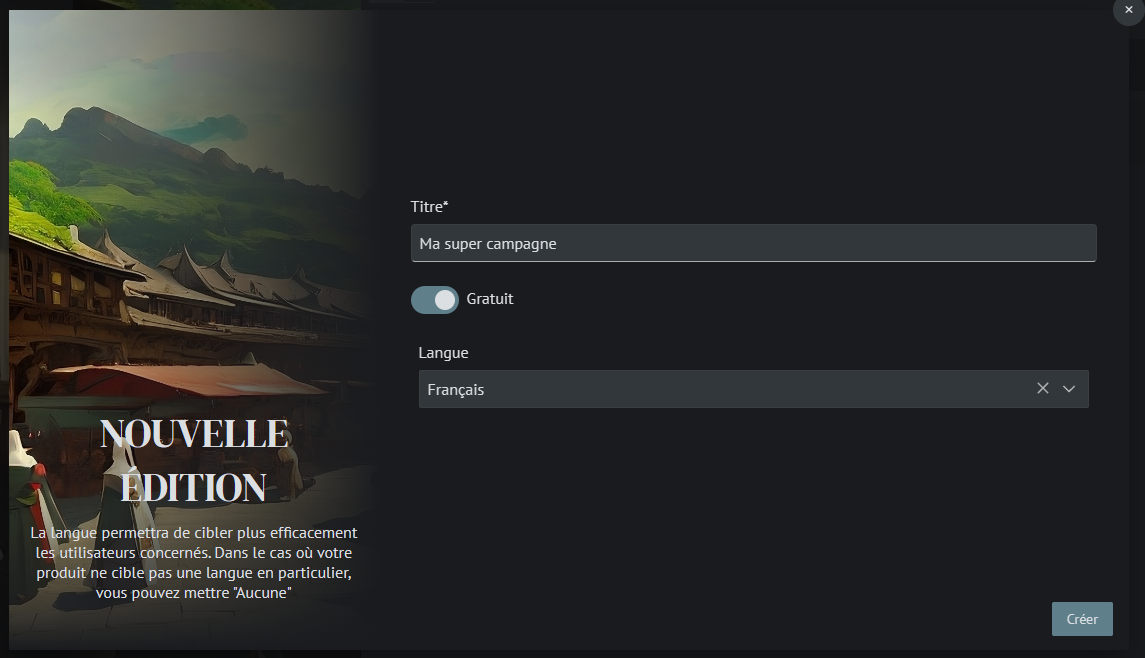 Titre*
Ma super campagne
Gratuit
Langue
Français
NOUVELLE
ÉDITION
La langue permettra de cibler plus efficacement
les utilisateurs concernés. Dans le cas où votre
produit ne cible pas une langue en particulier,
vous pouvez mettre "Aucune"
Créer